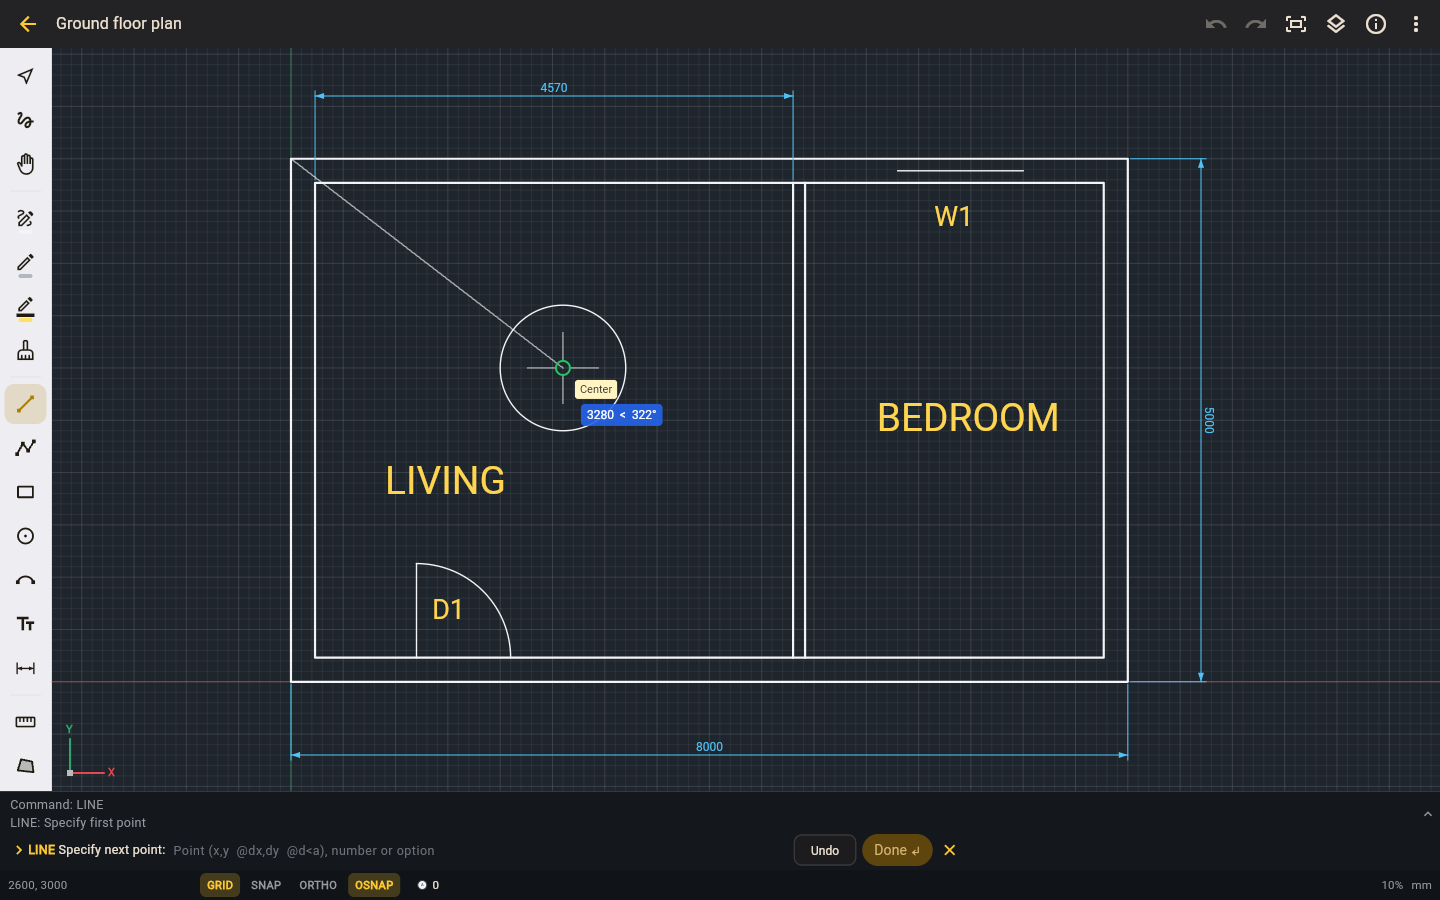 Ground floor plan
4570
W1
Center
3280 < 322°
BEDROOM
5000
LIVING
D1
Y
X
8000
Command: LINE
LINE: Specify first point
LINE Specify next point: Point (x,y @dx,dy @d<a), number or option
Undo
Done
2600, 3000
GRID
SNAP
ORTHO
OSNAP
0
10%
mm